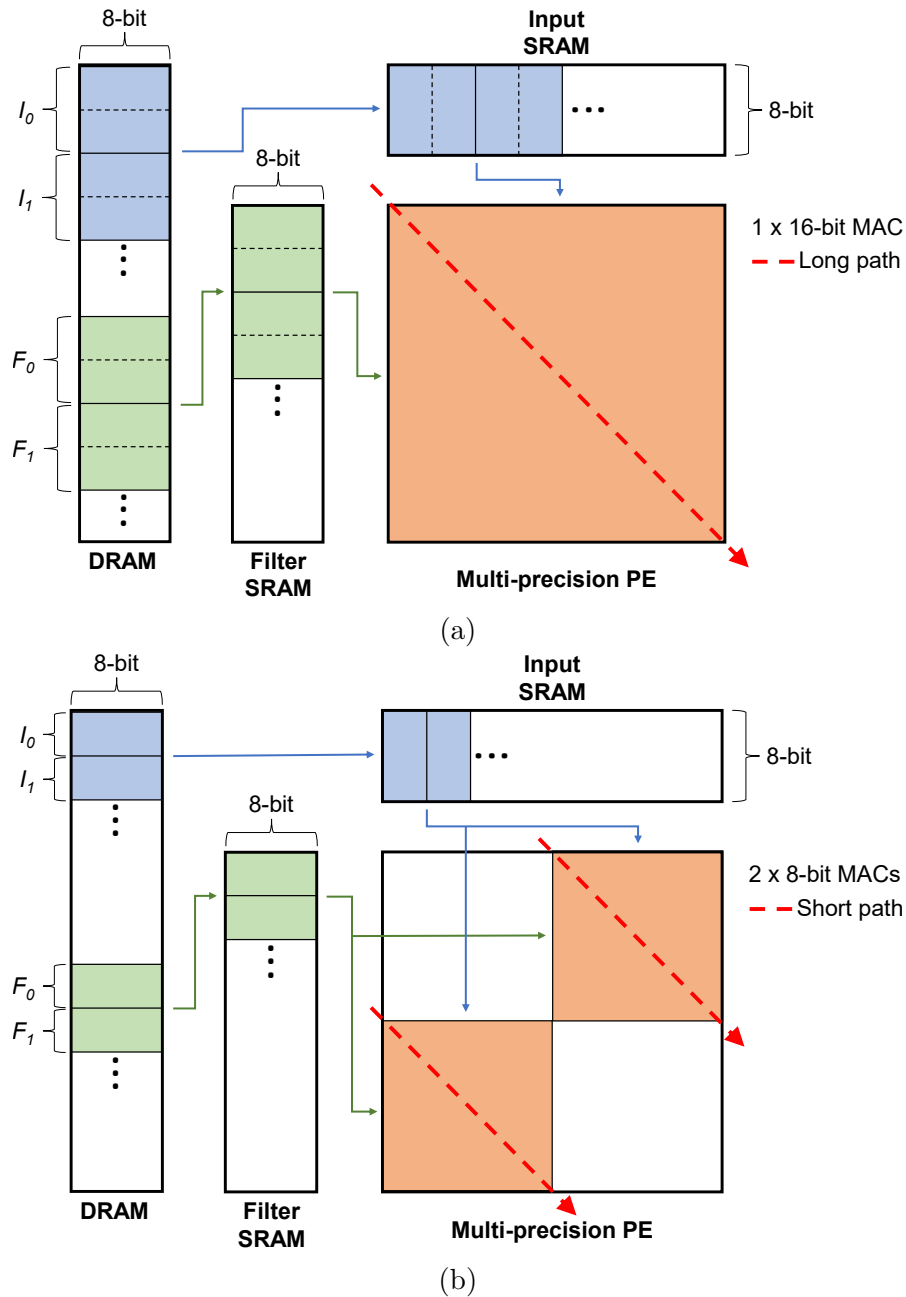 8-bit
Input
SRAM
I0
8-bit
8-bit
I1
1 x 16-bit MAC
Long path
F0
F1
DRAM
Filter
SRAM
Multi-precision PE
(a)
8-bit
Input
SRAM
I0
8-bit
I1
8-bit
2 x 8-bit MACs
Short path
F0
F1
DRAM
Filter
SRAM
Multi-precision PE
(b)